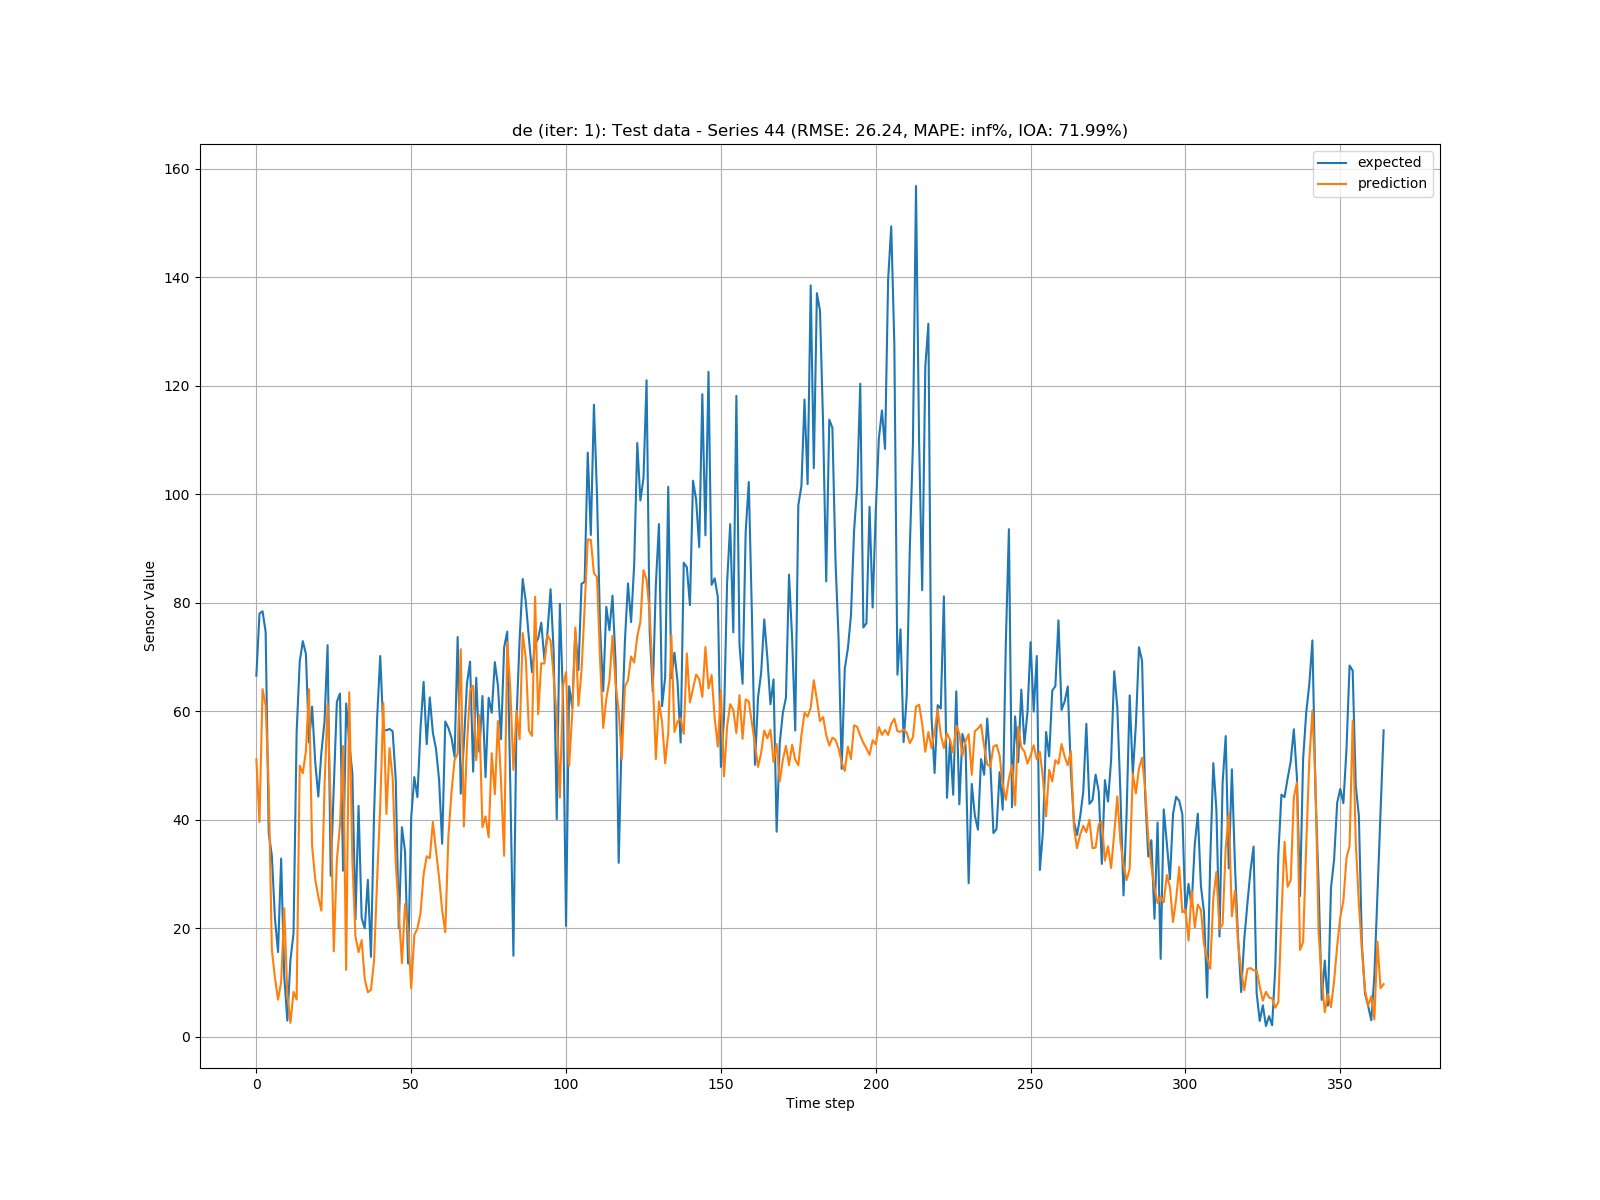 de (iter: 1): Test data - Series 44 (RMSE: 26.24, MAPE: inf%, IOA: 71.99%)
expected
prediction
160
140
120
100
80
60
40
20
0
Sensor Value
0 50 100 150 200 250 300 350
Time step